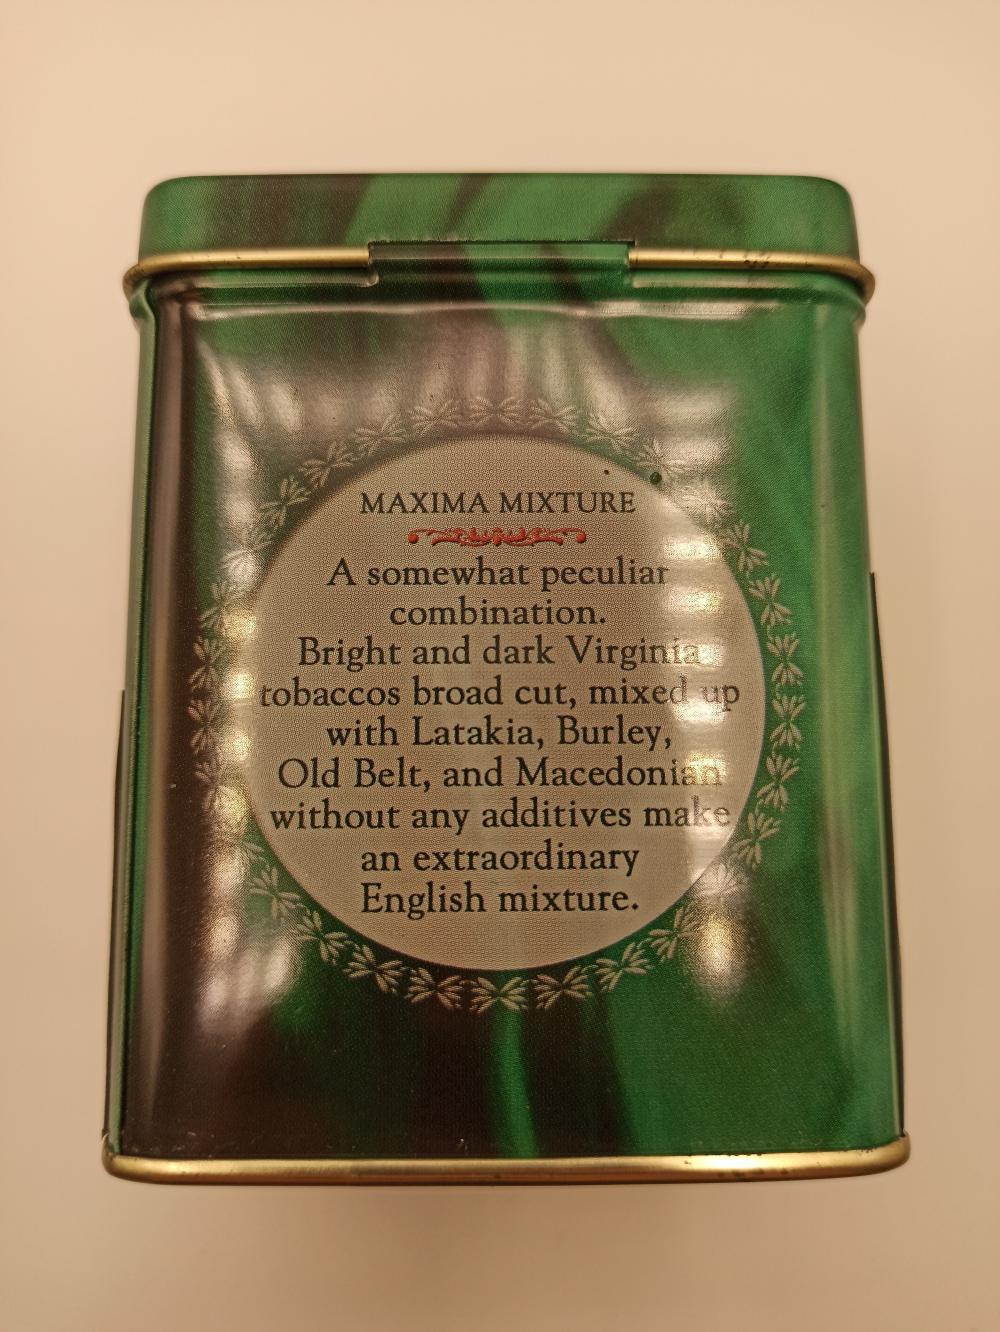 MAXIMA MIXTURE
A somewhat peculiar
combination.
Bright and dark Virginia
tobaccos broad cut, mixed up
with Latakia, Burley,
Old Belt, and Macedonian
without any additives make
an extraordinary
English mixture.